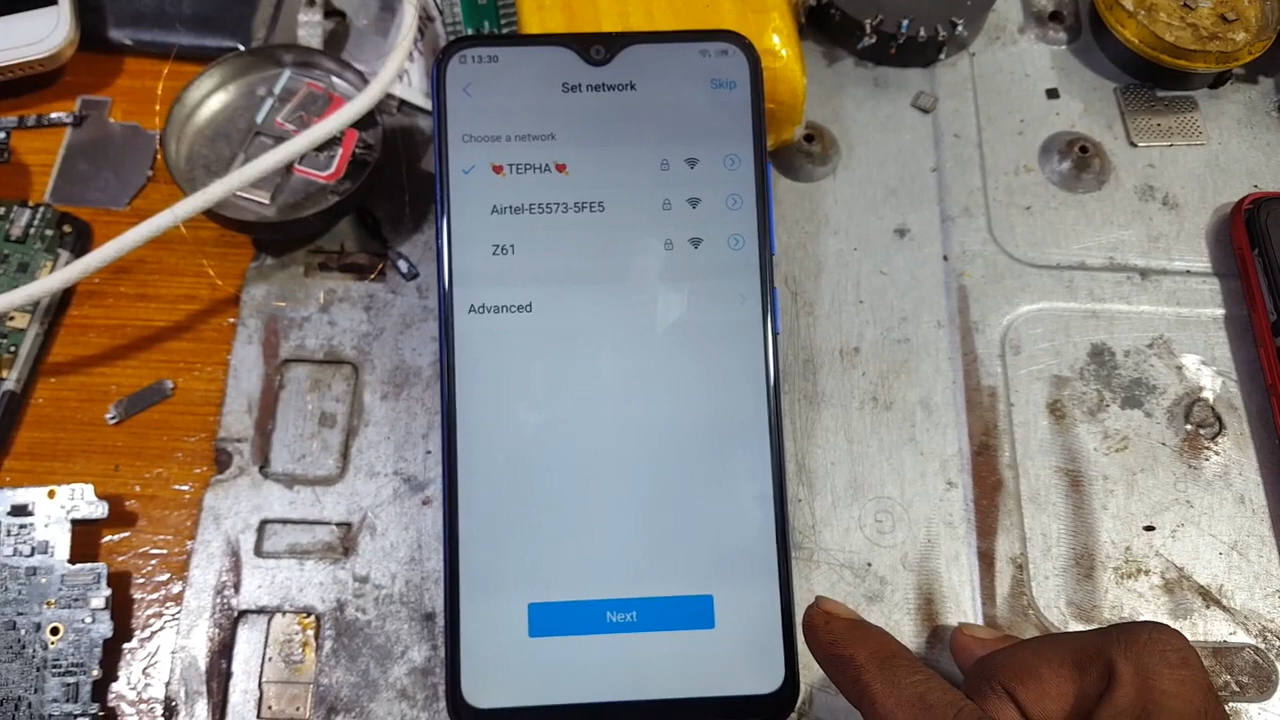 13:30
Set network
Skip
Choose a network
💘TEPHA💘
Airtel-E5573-5FE5
Z61
Advanced
Next